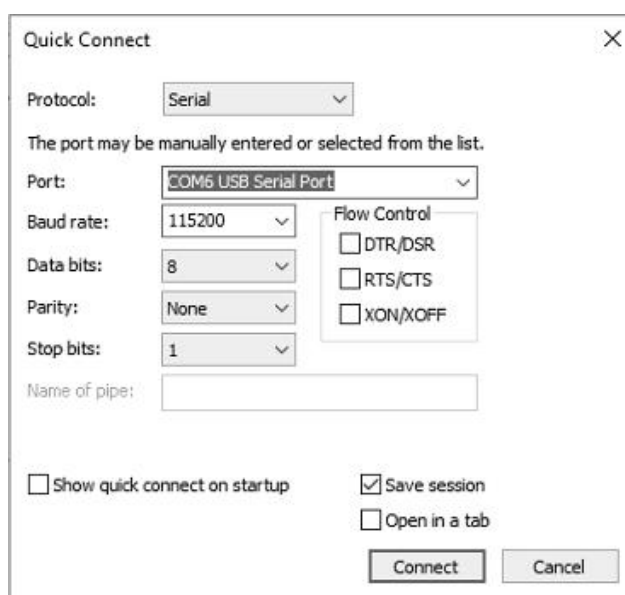 Quick Connect
Protocol: Serial
The port may be manually entered or selected from the list.
Port: COM6 USB Serial Port
Baud rate: 115200
Flow Control
DTR/DSR
Data bits: 8
RTS/CTS
Parity: None
XON/XOFF
Stop bits: 1
Name of pipe:
Show quick connect on startup
Save session
Open in a tab
Connect
Cancel